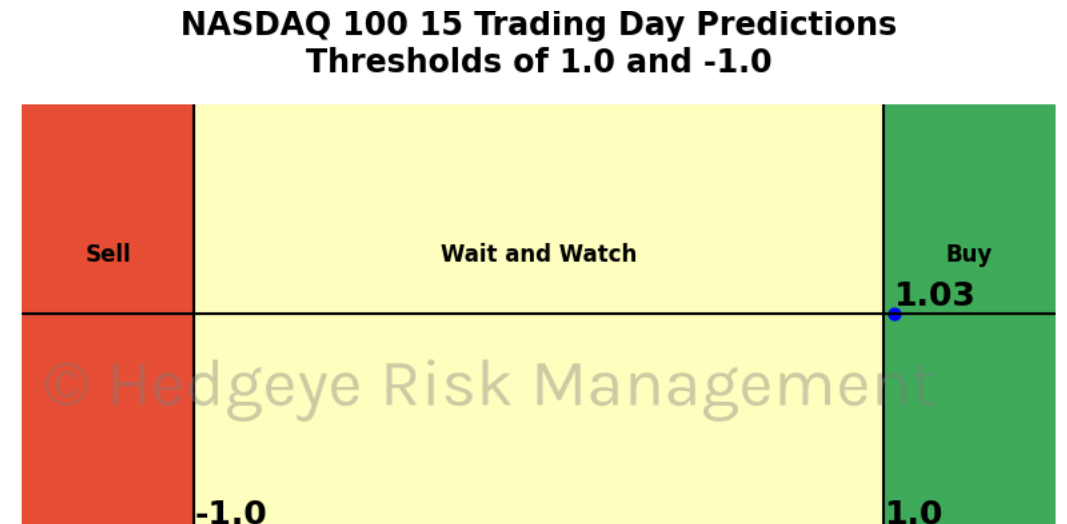 NASDAQ 100 15 Trading Day Predictions
Thresholds of 1.0 and -1.0
Sell
Wait and Watch
Buy
1.03
© Hedgeye Risk Management
-1.0
1.0